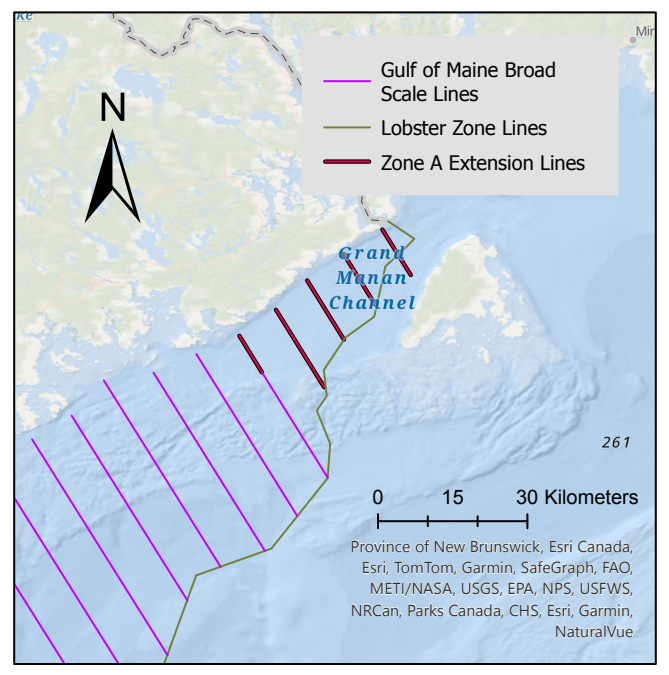 ke
Min
Gulf of Maine Broad
Scale Lines
Lobster Zone Lines
Zone A Extension Lines
N
Grand
Manan
Channel
261
0 15 30 Kilometers
Province of New Brunswick, Esri Canada,
Esri, TomTom, Garmin, SafeGraph, FAO,
METI/NASA, USGS, EPA, NPS, USFWS,
NRCan, Parks Canada, CHS, Esri, Garmin,
NaturalVue